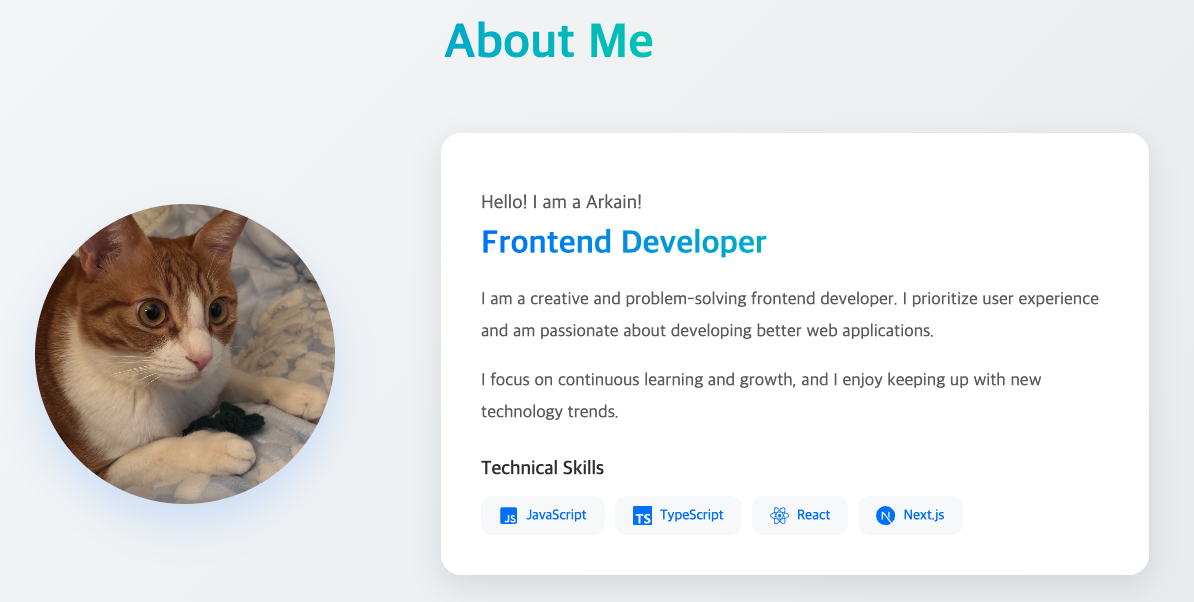 About Me
Hello! I am a Arkain!
Frontend Developer
I am a creative and problem-solving frontend developer. I prioritize user experience
and am passionate about developing better web applications.
I focus on continuous learning and growth, and I enjoy keeping up with new
technology trends.
Technical Skills
JS JavaScript TS TypeScript React N Next.js